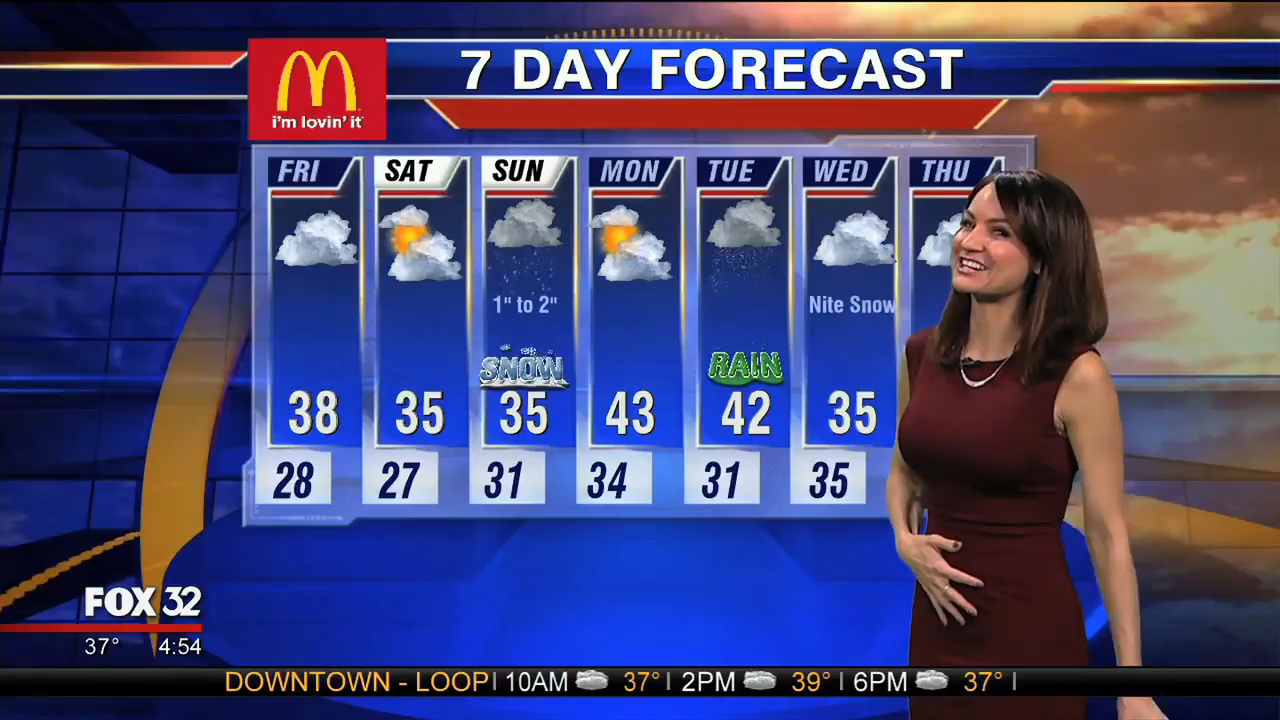 7 DAY FORECAST
M
i'm lovin' it
FRI SAT SUN MON TUE WED THU
1" to 2" Nite Snow
SNOW RAIN
38 35 35 43 42 35
28 27 31 34 31 35
FOX 32
37° 4:54
DOWNTOWN - LOOP | 10AM 37° | 2PM 39° | 6PM 37° |